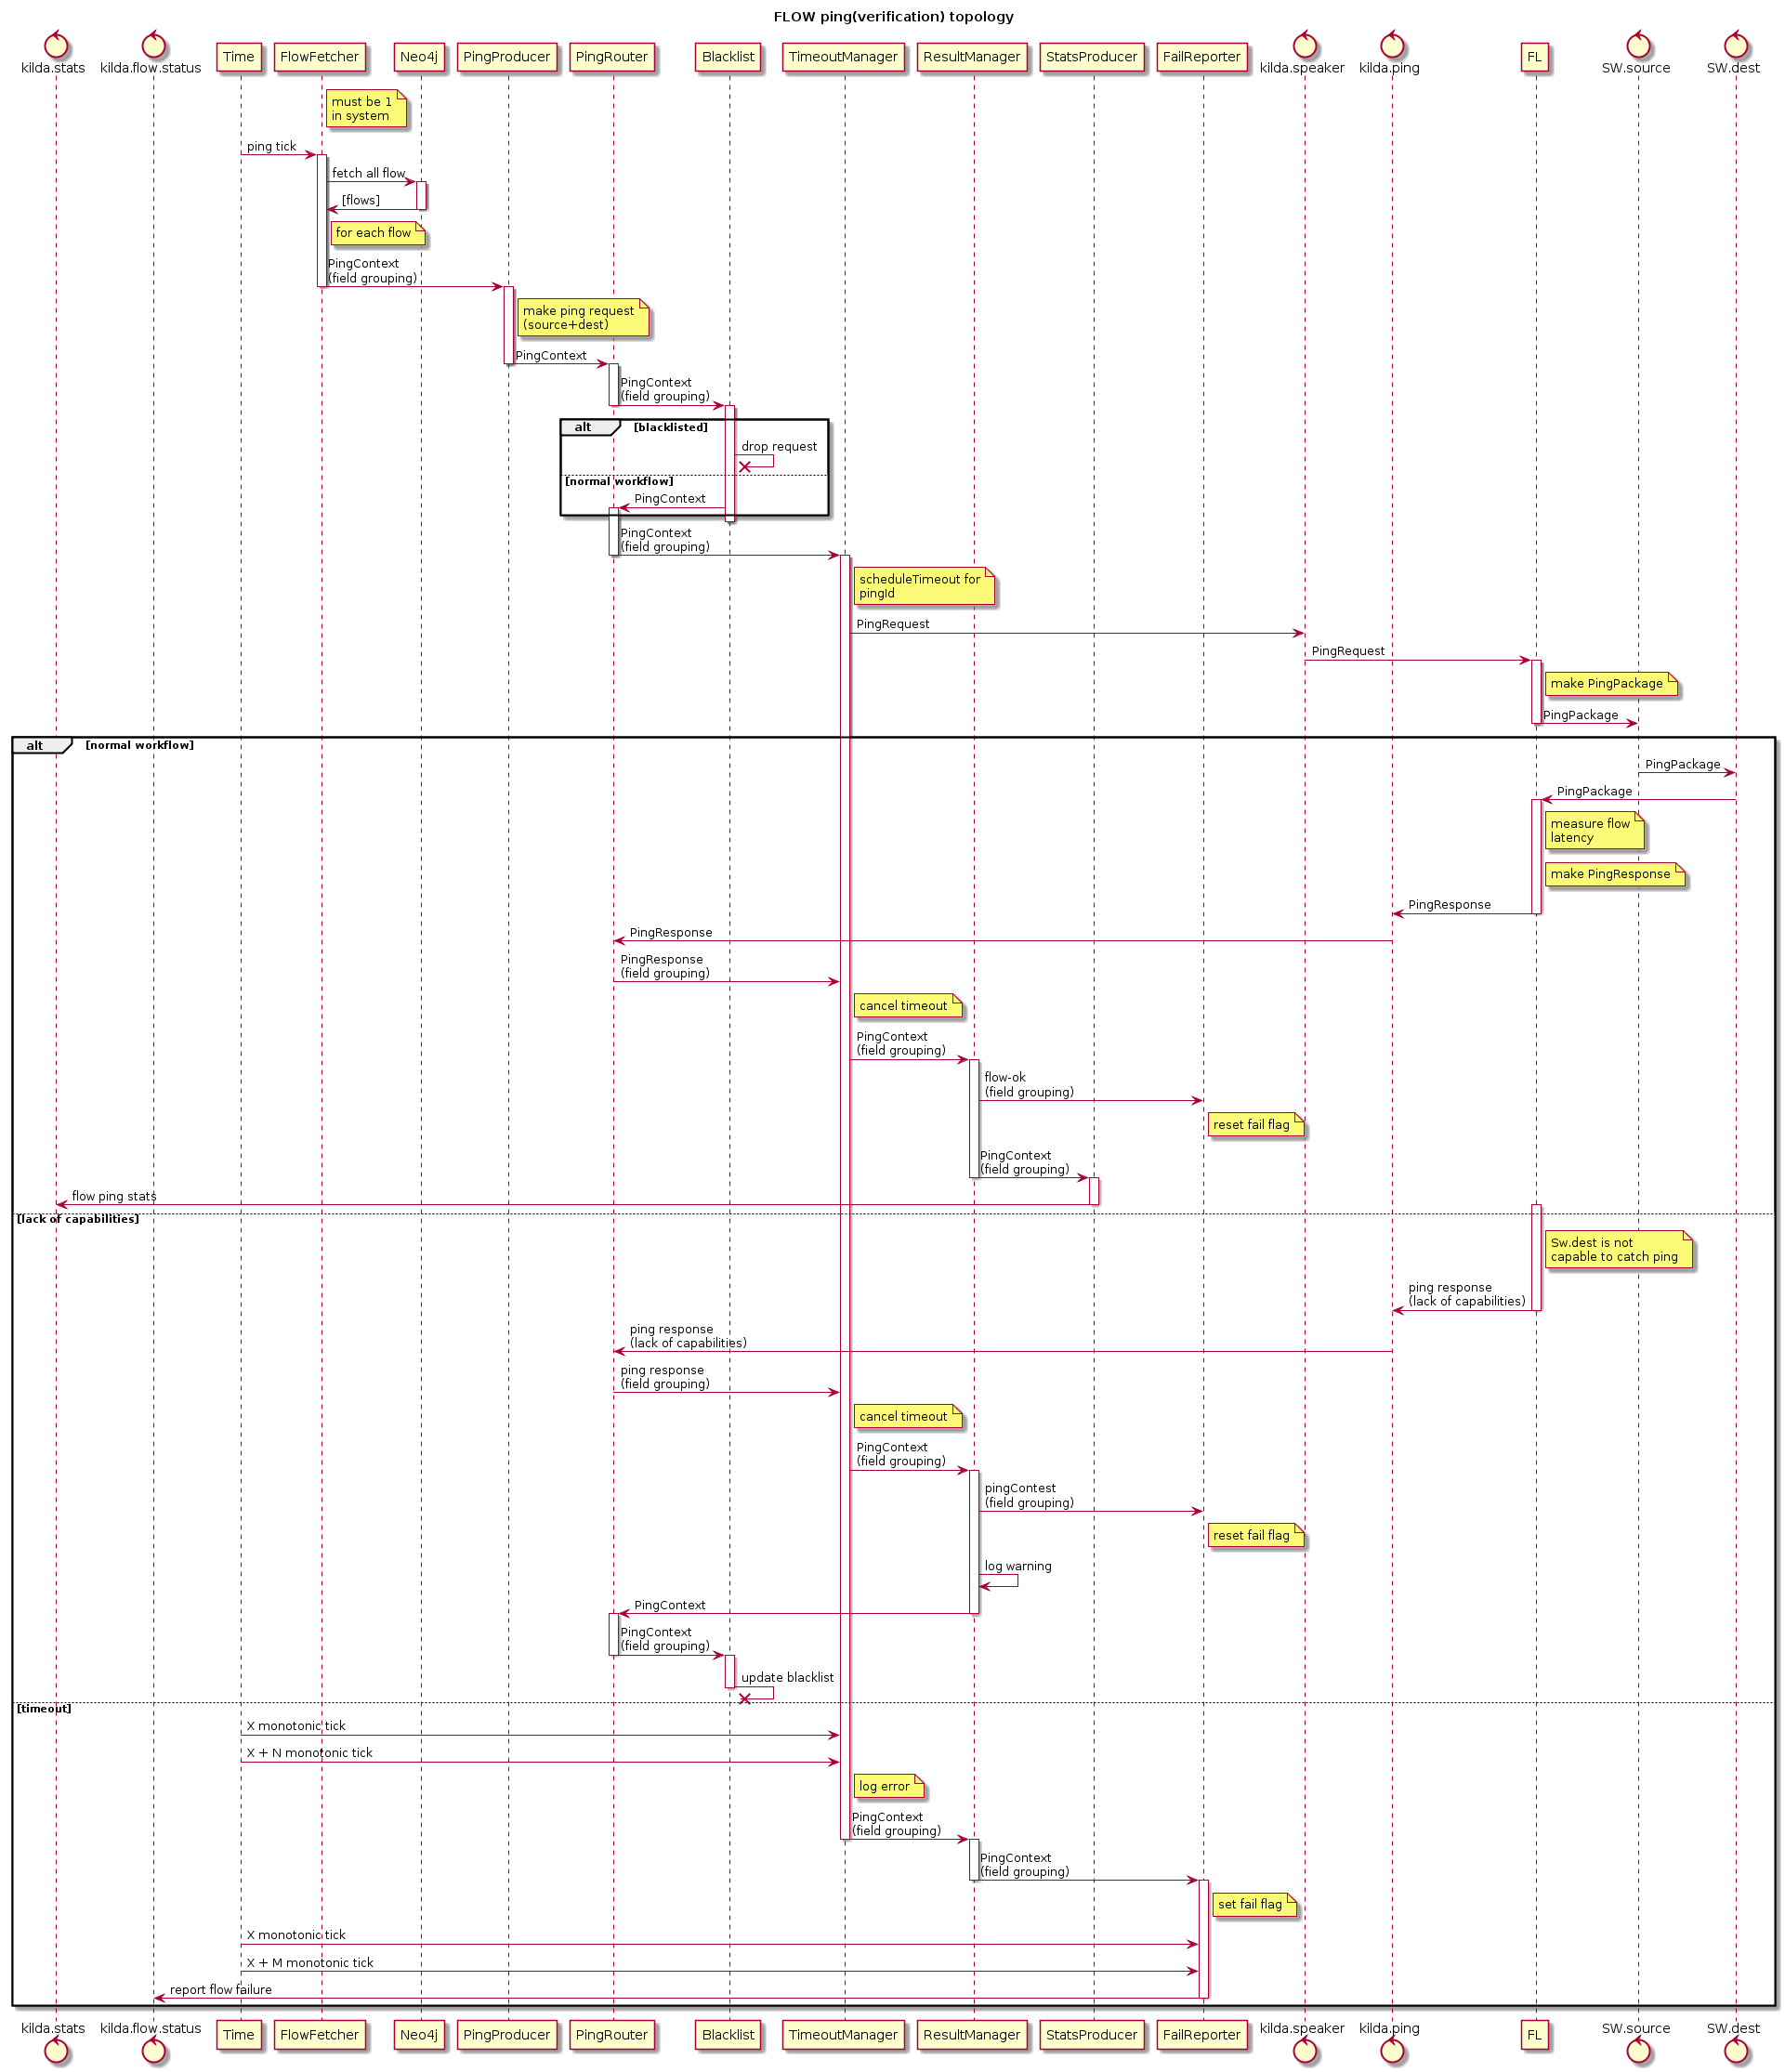 FLOW ping(verification) topology
kilda.stats
kilda.flow.status
Time
FlowFetcher
Neo4j
PingProducer
PingRouter
Blacklist
TimeoutManager
ResultManager
StatsProducer
FailReporter
kilda.speaker
kilda.ping
FL
SW.source
SW.dest
must be 1
in system
ping tick
fetch all flow
[flows]
for each flow
PingContext
(field grouping)
make ping request
(source+dest)
PingContext
PingContext
(field grouping)
alt
[blacklisted]
drop request
[normal workflow]
PingContext
PingContext
(field grouping)
scheduleTimeout for
pingId
PingRequest
PingRequest
make PingPackage
PingPackage
alt
[normal workflow]
PingPackage
PingPackage
measure flow
latency
make PingResponse
PingResponse
PingResponse
PingResponse
(field grouping)
cancel timeout
PingContext
(field grouping)
flow-ok
(field grouping)
reset fail flag
PingContext
(field grouping)
flow ping stats
[lack of capabilities]
Sw.dest is not
capable to catch ping
ping response
(lack of capabilities)
ping response
(lack of capabilities)
ping response
(field grouping)
cancel timeout
PingContext
(field grouping)
pingContest
(field grouping)
reset fail flag
log warning
PingContext
PingContext
(field grouping)
update blacklist
[timeout]
X monotonic tick
X + N monotonic tick
log error
PingContext
(field grouping)
PingContext
(field grouping)
set fail flag
X monotonic tick
X + M monotonic tick
report flow failure
kilda.stats
kilda.flow.status
Time
FlowFetcher
Neo4j
PingProducer
PingRouter
Blacklist
TimeoutManager
ResultManager
StatsProducer
FailReporter
kilda.speaker
kilda.ping
FL
SW.source
SW.dest